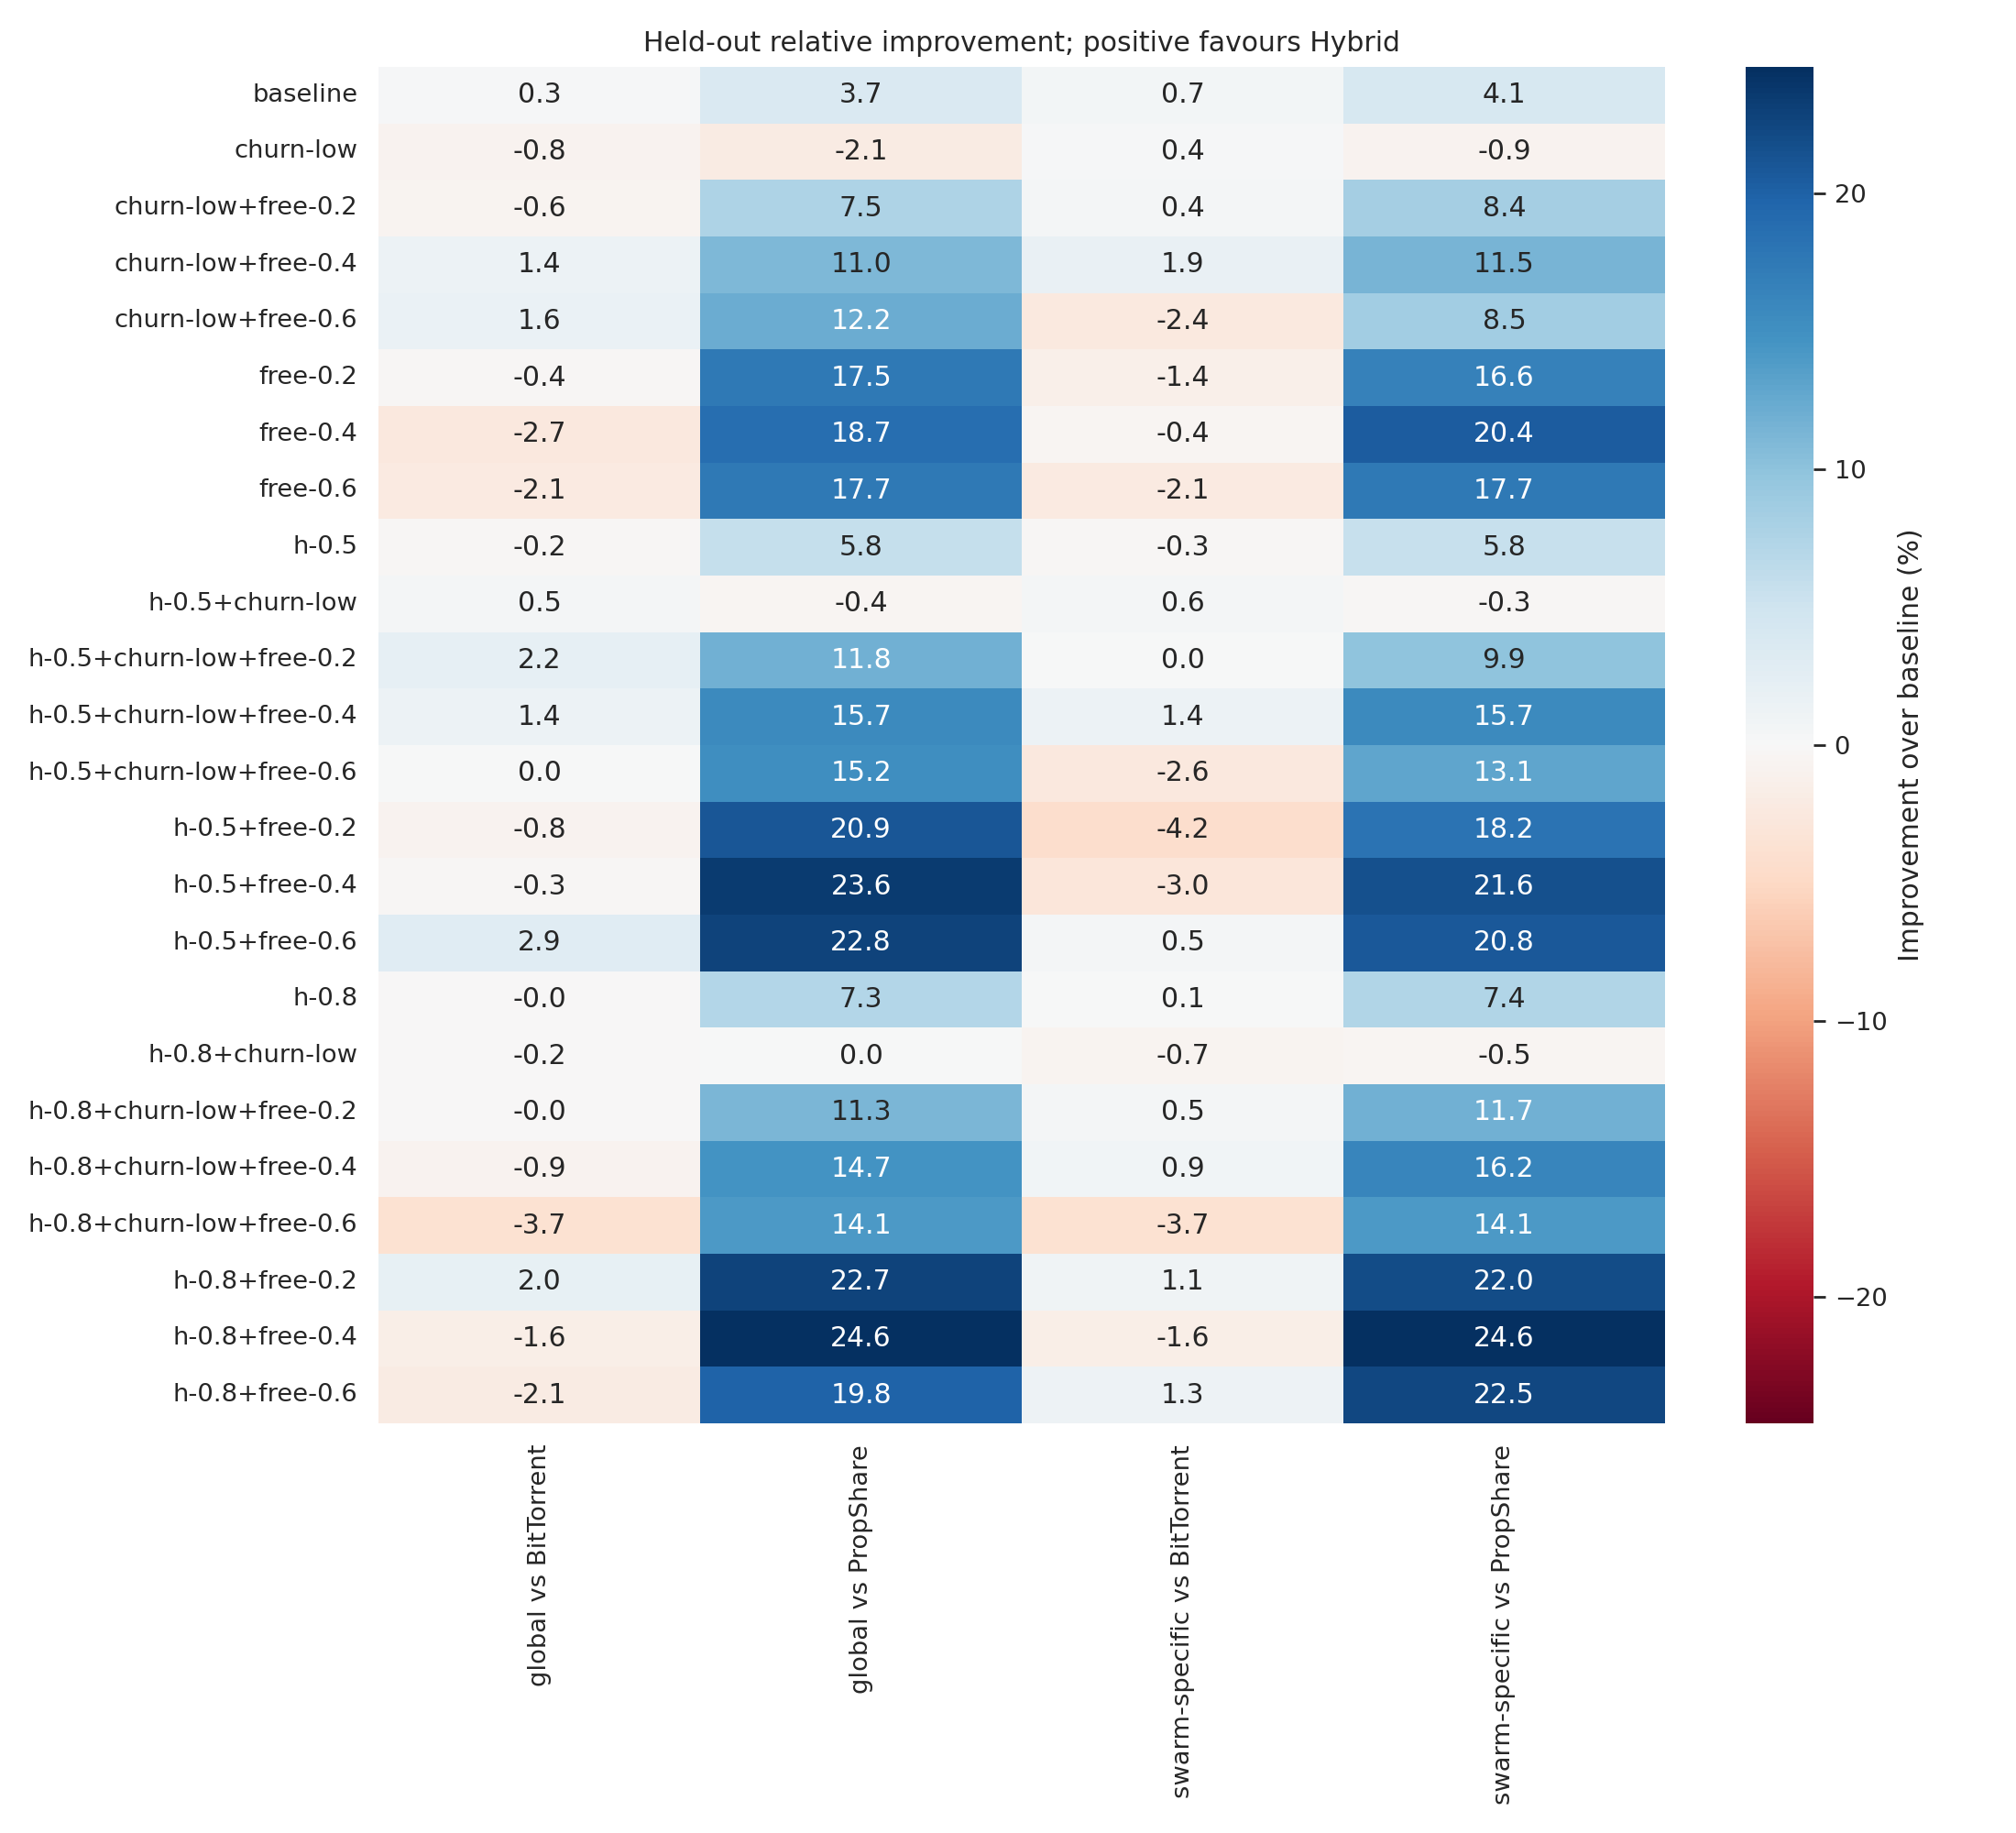 Held-out relative improvement; positive favours Hybrid
baseline 0.3 3.7 0.7 4.1
churn-low -0.8 -2.1 0.4 -0.9
churn-low+free-0.2 -0.6 7.5 0.4 8.4
churn-low+free-0.4 1.4 11.0 1.9 11.5
churn-low+free-0.6 1.6 12.2 -2.4 8.5
free-0.2 -0.4 17.5 -1.4 16.6
free-0.4 -2.7 18.7 -0.4 20.4
free-0.6 -2.1 17.7 -2.1 17.7
h-0.5 -0.2 5.8 -0.3 5.8
h-0.5+churn-low 0.5 -0.4 0.6 -0.3
h-0.5+churn-low+free-0.2 2.2 11.8 0.0 9.9
h-0.5+churn-low+free-0.4 1.4 15.7 1.4 15.7
h-0.5+churn-low+free-0.6 0.0 15.2 -2.6 13.1
h-0.5+free-0.2 -0.8 20.9 -4.2 18.2
h-0.5+free-0.4 -0.3 23.6 -3.0 21.6
h-0.5+free-0.6 2.9 22.8 0.5 20.8
h-0.8 -0.0 7.3 0.1 7.4
h-0.8+churn-low -0.2 0.0 -0.7 -0.5
h-0.8+churn-low+free-0.2 -0.0 11.3 0.5 11.7
h-0.8+churn-low+free-0.4 -0.9 14.7 0.9 16.2
h-0.8+churn-low+free-0.6 -3.7 14.1 -3.7 14.1
h-0.8+free-0.2 2.0 22.7 1.1 22.0
h-0.8+free-0.4 -1.6 24.6 -1.6 24.6
h-0.8+free-0.6 -2.1 19.8 1.3 22.5
global vs BitTorrent
global vs PropShare
swarm-specific vs BitTorrent
swarm-specific vs PropShare
20
10
0
−10
−20
Improvement over baseline (%)